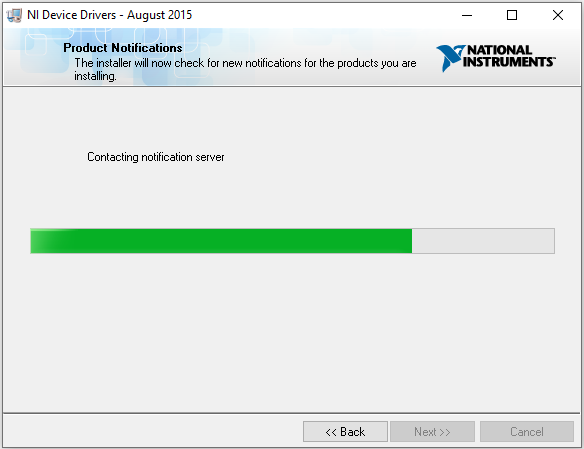 NI Device Drivers - August 2015
Product Notifications
The installer will now check for new notifications for the products you are
installing.
NATIONAL
INSTRUMENTS™
Contacting notification server
<< Back
Next >>
Cancel